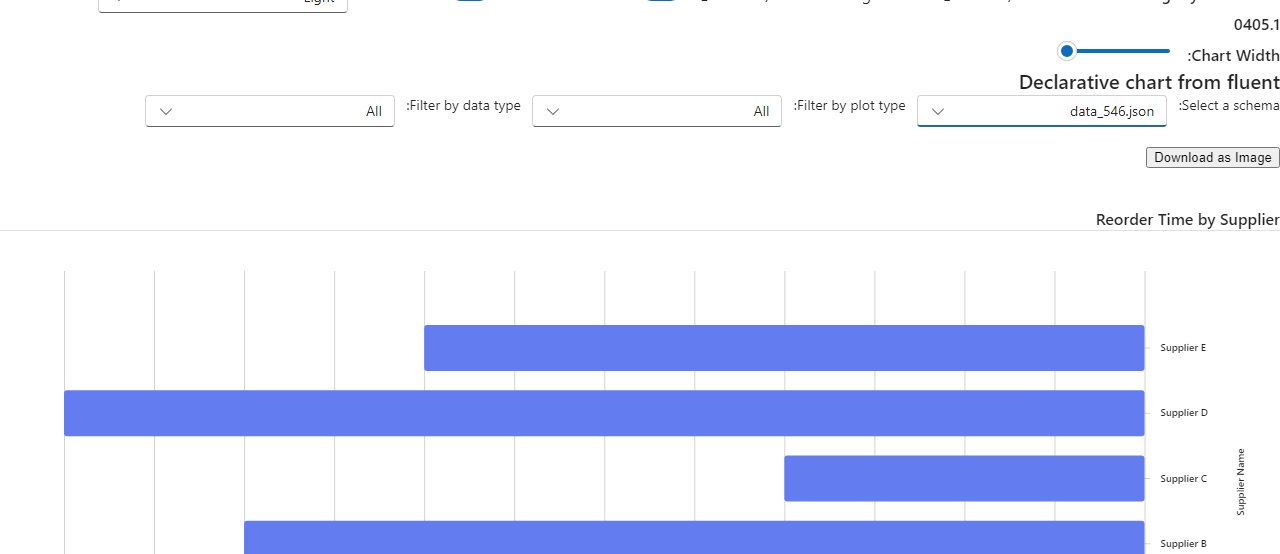 Light
0405.1
:Chart Width
Declarative chart from fluent
:Select a schema
data_546.json
:Filter by plot type
All
:Filter by data type
All
Download as Image
Reorder Time by Supplier
Supplier E
Supplier D
Supplier C
Supplier B
Supplier Name